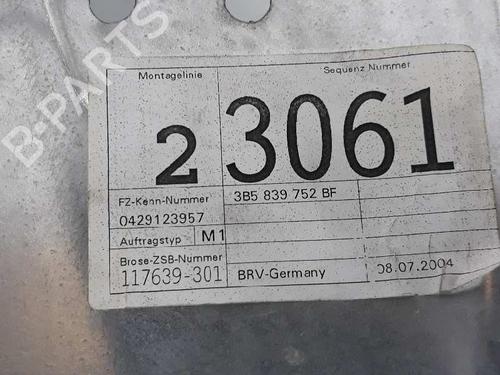 B-PARTS
Montagelinie
Sequenz Nummer
2
3061
FZ-Kenn-Nummer
0429123957
3B5 839 752 BF
Auftragstyp M1
Brose-ZSB-Nummer
117639-301
BRV-Germany
08.07.2004